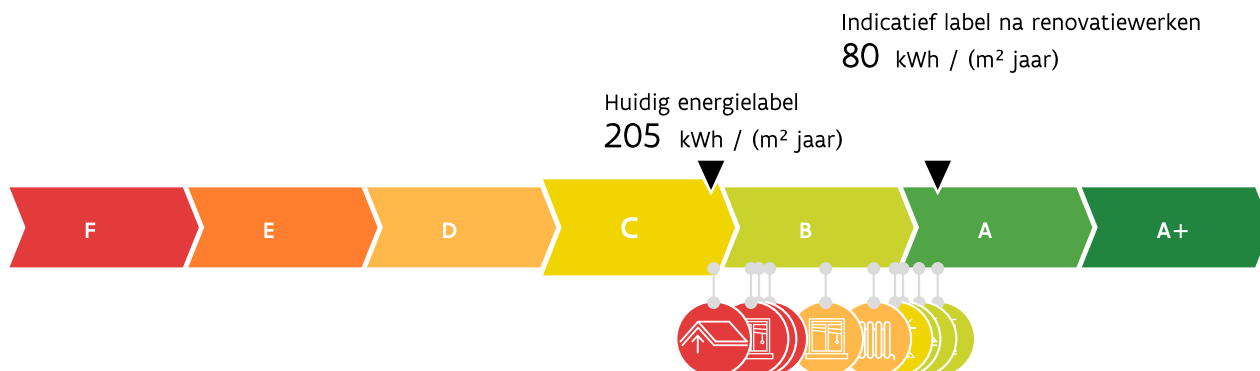 Indicatief label na renovatiewerken
80 kWh / (m² jaar)
Huidig energielabel
205 kWh / (m² jaar)
F E D C B A A+